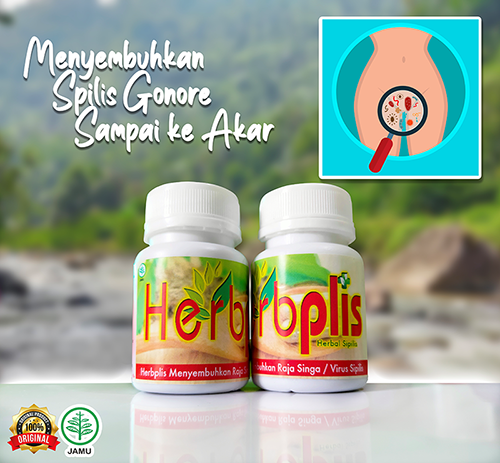 Menyembuhkan
Spilis Gonore
Sampai ke Akar
Herb
rbplis
Herbal Sipilis
Herbplis Menyembuhkan Raja S
buhkan Raja Singa / Virus Sipilis
100%
ORIGINAL
JAMU